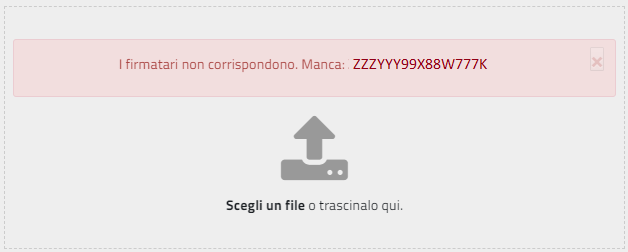 I firmatari non corrispondono. Manca: ZZZYYY99X88W777K
×
Scegli un file o trascinalo qui.